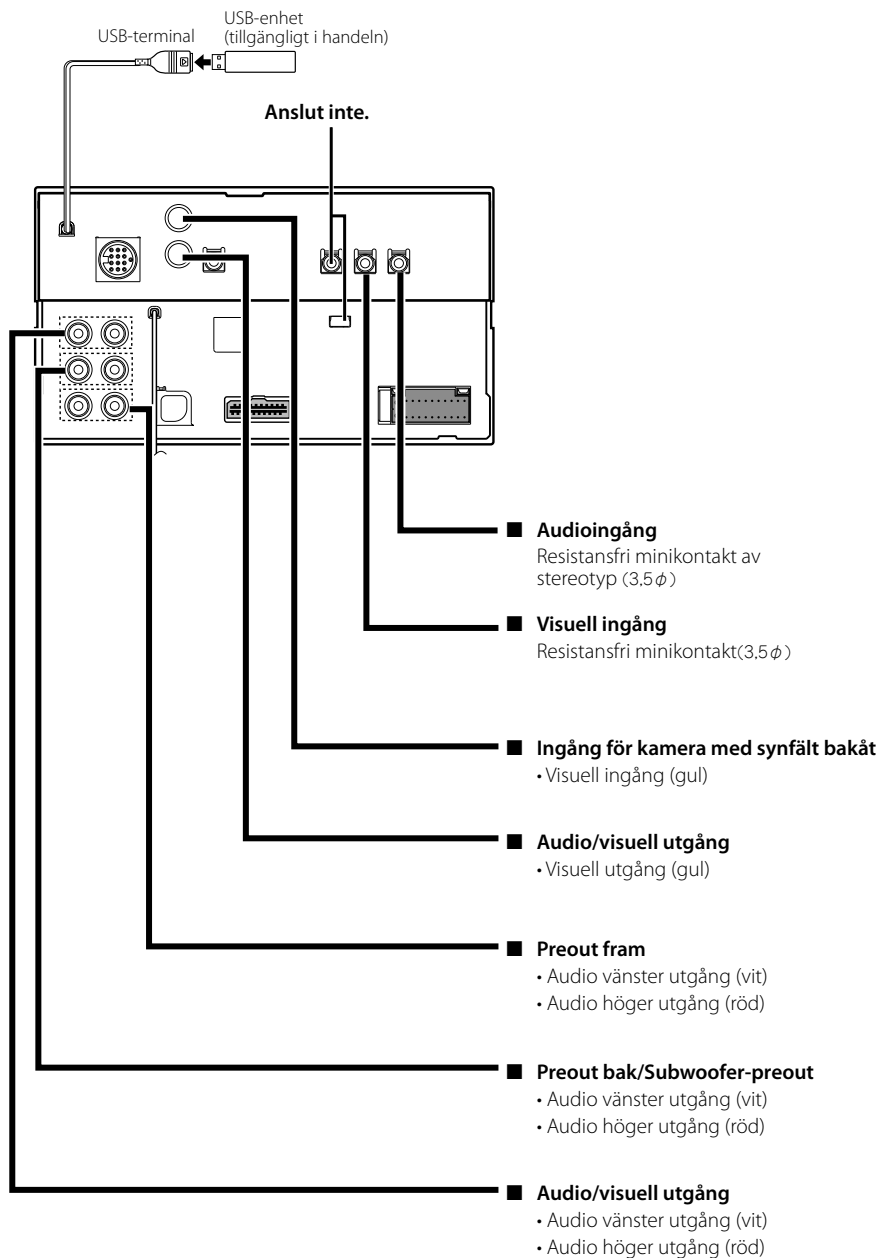 USB-enhet
(tillgängligt i handeln)
USB-terminal
Anslut inte.
■ Audioingång
Resistansfri minikontakt av
stereotyp (3,5φ)
■ Visuell ingång
Resistansfri minikontakt(3,5φ)
■ Ingång för kamera med synfält bakåt
• Visuell ingång (gul)
■ Audio/visuell utgång
• Visuell utgång (gul)
■ Preout fram
• Audio vänster utgång (vit)
• Audio höger utgång (röd)
■ Preout bak/Subwoofer-preout
• Audio vänster utgång (vit)
• Audio höger utgång (röd)
■ Audio/visuell utgång
• Audio vänster utgång (vit)
• Audio höger utgång (röd)